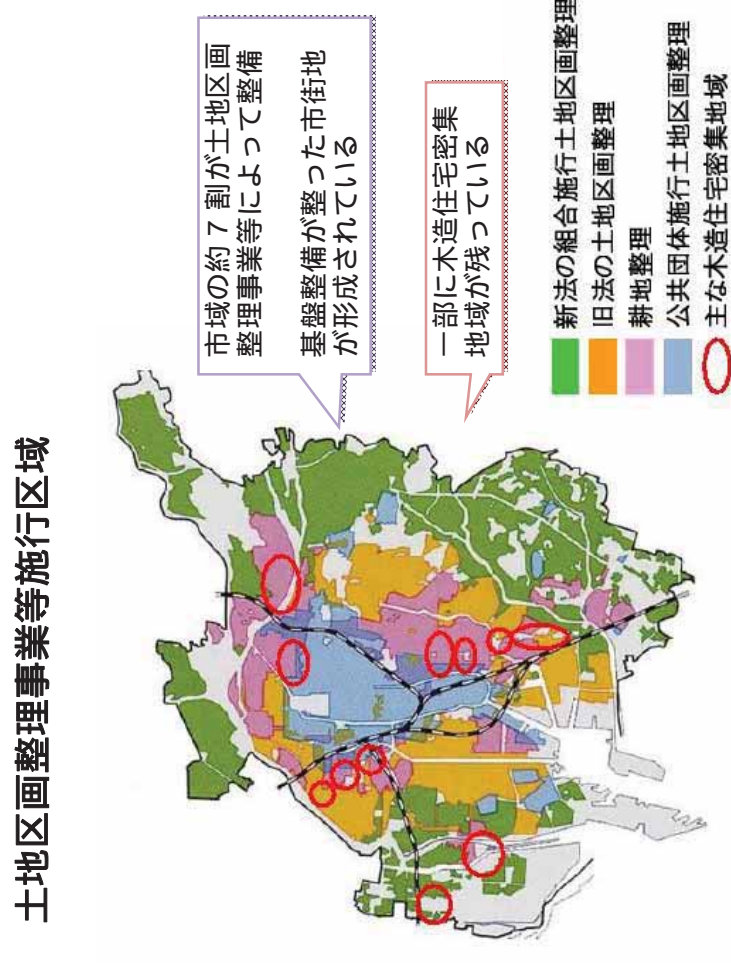 土地区画整理事業等施行区域
市域の約 7 割が土地区画
整理事業等によって整備
基盤整備が整った市街地
が形成されている
一部に木造住宅密集
地域が残っている
新法の組合施行土地区画整理
旧法の土地区画整理
耕地整理
公共団体施行土地区画整理
主な木造住宅密集地域